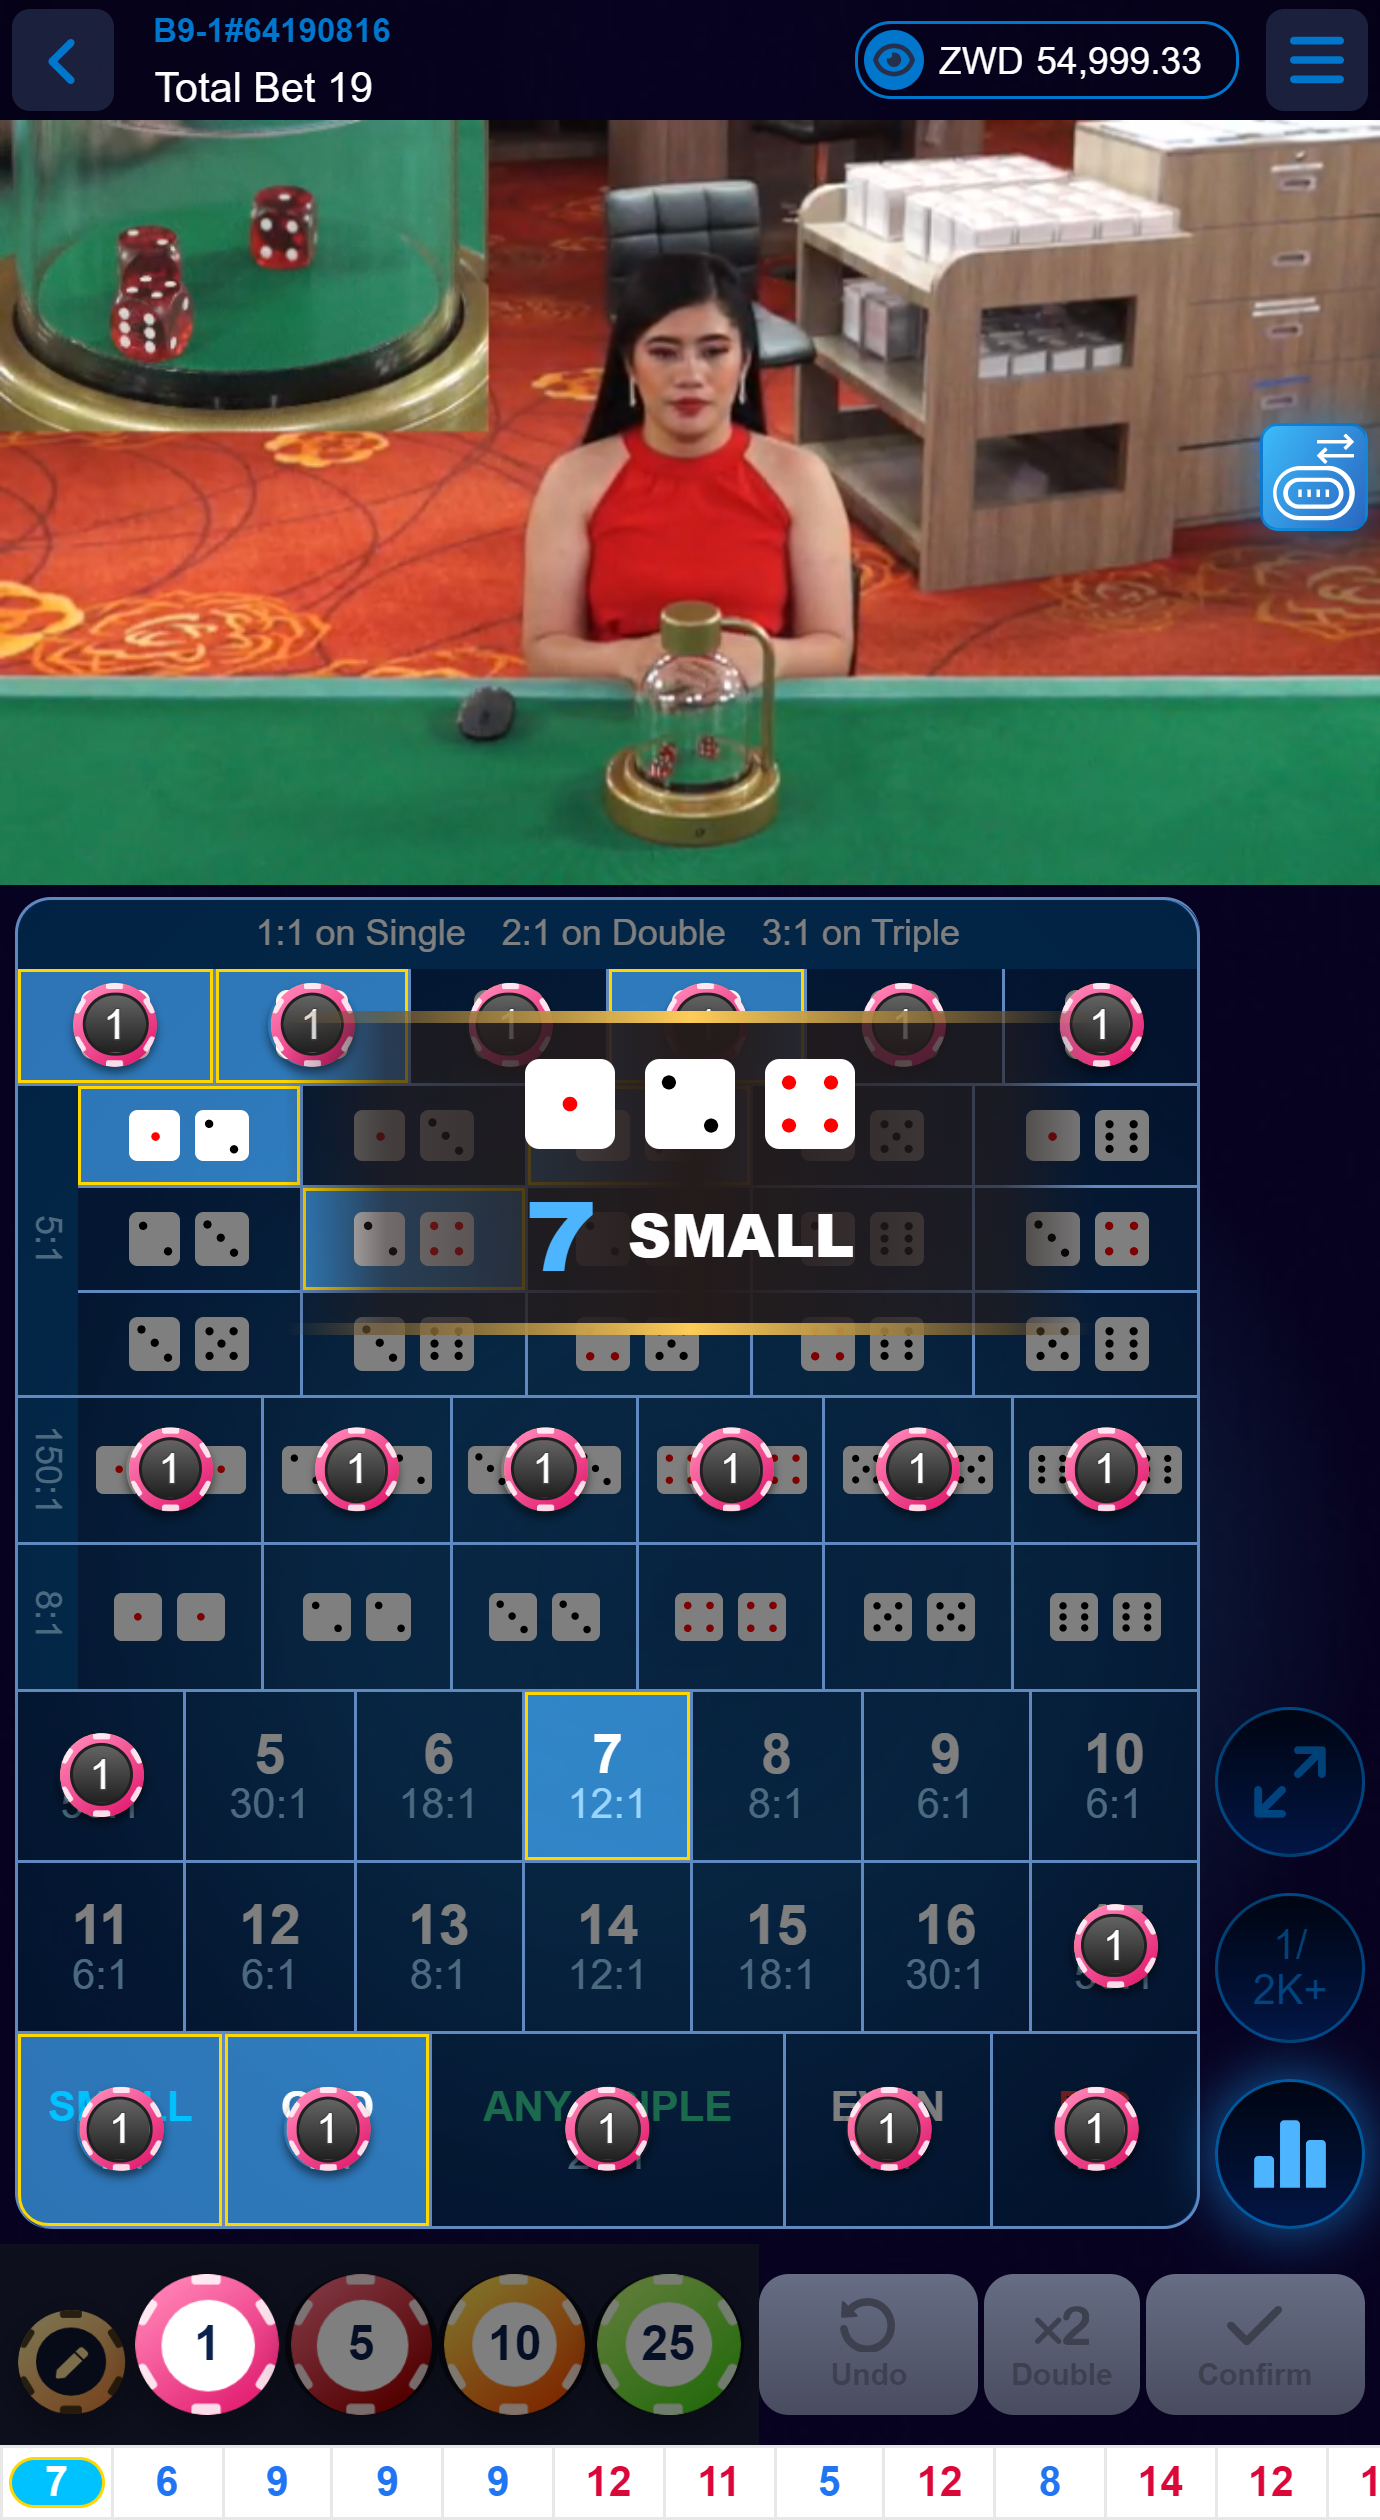 B9-1#64190816
Total Bet 19
ZWD 54,999.33
1:1 on Single 2:1 on Double 3:1 on Triple
1 1 1 1 1
7 SMALL
5:1
150:1
1 1 1 1 1 1
8:1
1 5 6 7 8 9 10
30:1 18:1 12:1 8:1 6:1 6:1
11 12 13 14 15 16 1
6:1 6:1 8:1 12:1 18:1 30:1
1/
2K+
1 1 1 1 1
1 5 10 25
Undo
x2
Double
Confirm
7 6 9 9 9 12 11 5 12 8 14 12